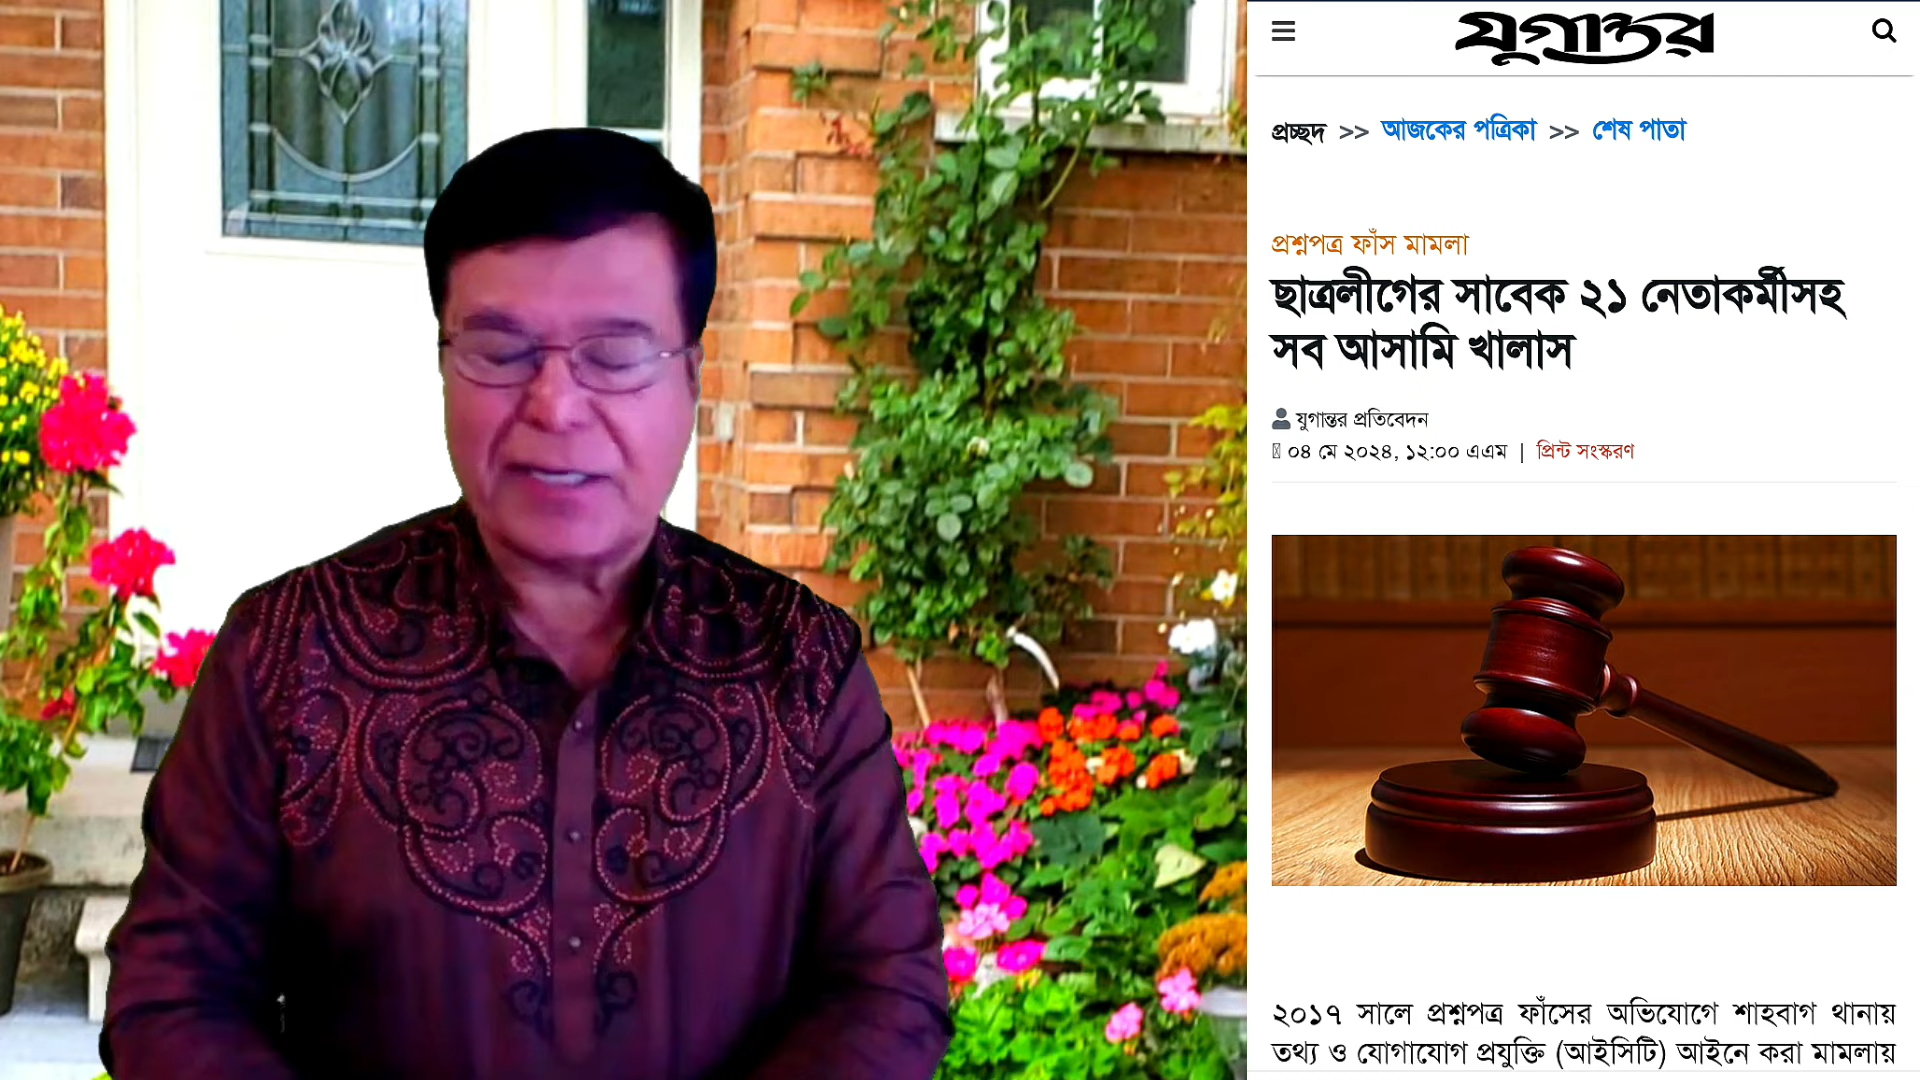 যুগান্তর
প্রচ্ছদ >> আজকের পত্রিকা >> শেষ পাতা
প্রশ্নপত্র ফাঁস মামলা
ছাত্রলীগের সাবেক ২১ নেতাকর্মীসহ
সব আসামি খালাস
যুগান্তর প্রতিবেদন
০৪ মে ২০২৪, ১২:০০ এএম | প্রিন্ট সংস্করণ
২০১৭ সালে প্রশ্নপত্র ফাঁসের অভিযোগে শাহবাগ থানায়
তথ্য ও যোগাযোগ প্রযুক্তি (আইসিটি) আইনে করা মামলায়